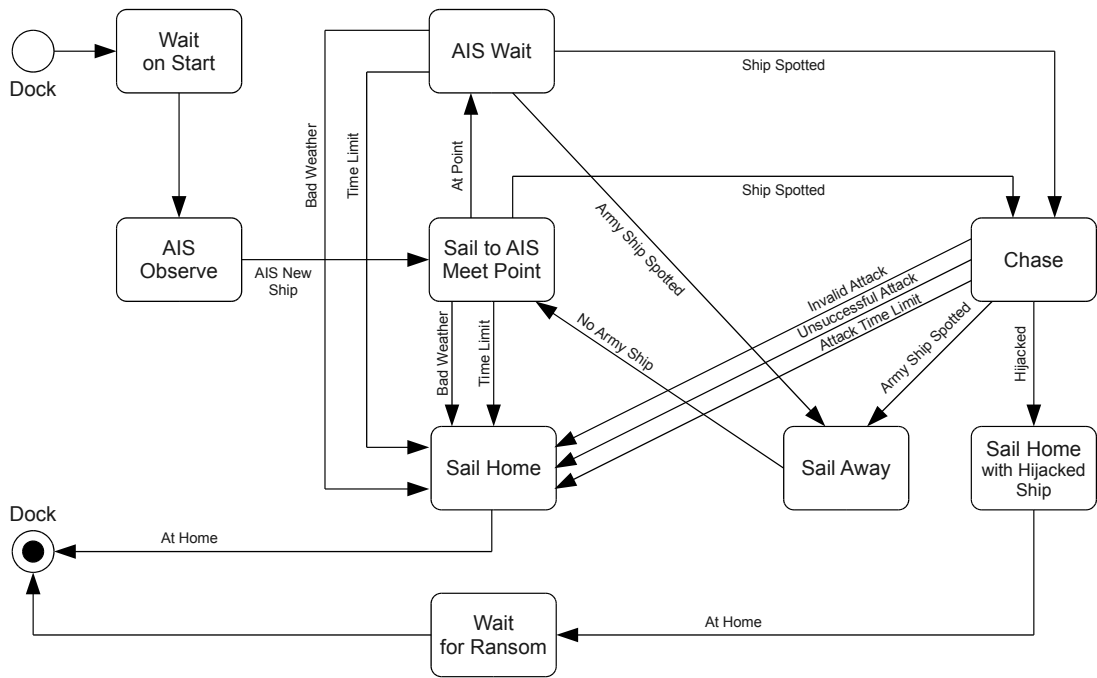 Wait
on Start
AIS Wait
Dock
Ship Spotted
Bad Weather
Time Limit
At Point
Ship Spotted
Army Ship Spotted
AIS
Observe
AIS New
Ship
Sail to AIS
Meet Point
Chase
Invalid Attack
Unsuccessful Attack
Attack Time Limit
No Army Ship
Bad Weather
Time Limit
Army Ship Spotted
Hijacked
Sail Home
Sail Away
Sail Home
with Hijacked
Ship
Dock
At Home
Wait
for Ransom
At Home